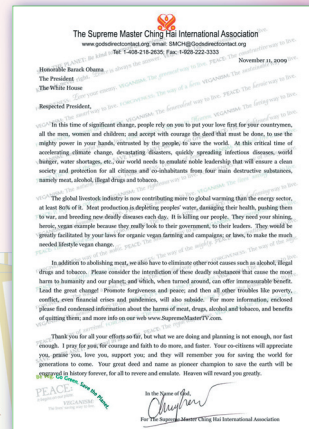 The Supreme Master Ching Hai International Association
www.godsdirectcontact.org; email: SMCH@Godsdirectcontact.org
Tel: 1-408-218-2635; Fax: 1-928-222-3333
November 11, 2009
Honorable Barack Obama
The President
The White House
Respected President,
In this time of significant change, people rely on you to put your love first for your countrymen,
all the men, women and children; and accept with courage the deed that must be done, to use the
mighty power in your hands, intrusted by the people, to save the world. At this critical time of
accelerating climate change, devastating disasters, quickly spreading infectious diseases, world
hunger, water shortages, etc., our world needs to emulate noble leadership that will ensure a clean
society and protection for all citizens and co-inhabitants from four main destructive substances,
namely meat, alcohol, illegal drugs and tobacco.
The global livestock industry is now contributing more to global warming than the energy sector,
at least 80% of it. Meat production is depleting peoples' water, damaging their health, pushing them
to war, and breeding new deadly diseases each day. It is killing our people. They need your shining,
heroic, vegan example because they really look to their government, to their leaders. They would be
greatly facilitated by your laws for organic vegan farming and campaigns; or laws, to make the much
needed lifestyle vegan change.
In addition to abolishing meat, we also have to eliminate other root causes such as alcohol, illegal
drugs and tobacco. Please consider the interdiction of these deadly substances that cause the most
harm to humanity and our planet; and which, when turned around, can offer immeasurable benefit.
Lead the great change! Promote forgiveness and peace; and then all other troubles like poverty,
conflict, even financial crises and pandemics, will also subside. For more information, enclosed
please find condensed information about the harms of meat, drugs, alcohol and tobacco, and benefits
of quitting them; and more info on our web www.SupremeMasterTV.com.
Thank you for all your efforts so far, but what we are doing and planning is not enough, nor fast
enough. I pray for you, for courage and faith to do more, and faster. Your co-citizens will appreciate
you, praise you, love you, support you; and they will remember you for saving the world for
generations to come. Your great deed and name as pioneer champion to save the earth will be
engraved in history forever, for all to revere and emulate. Heaven will reward you greatly.
Go Green, Save the Planet
PEACE:
VEGANISM:
In the Name of God,
For The Supreme Master Ching Hai International Association